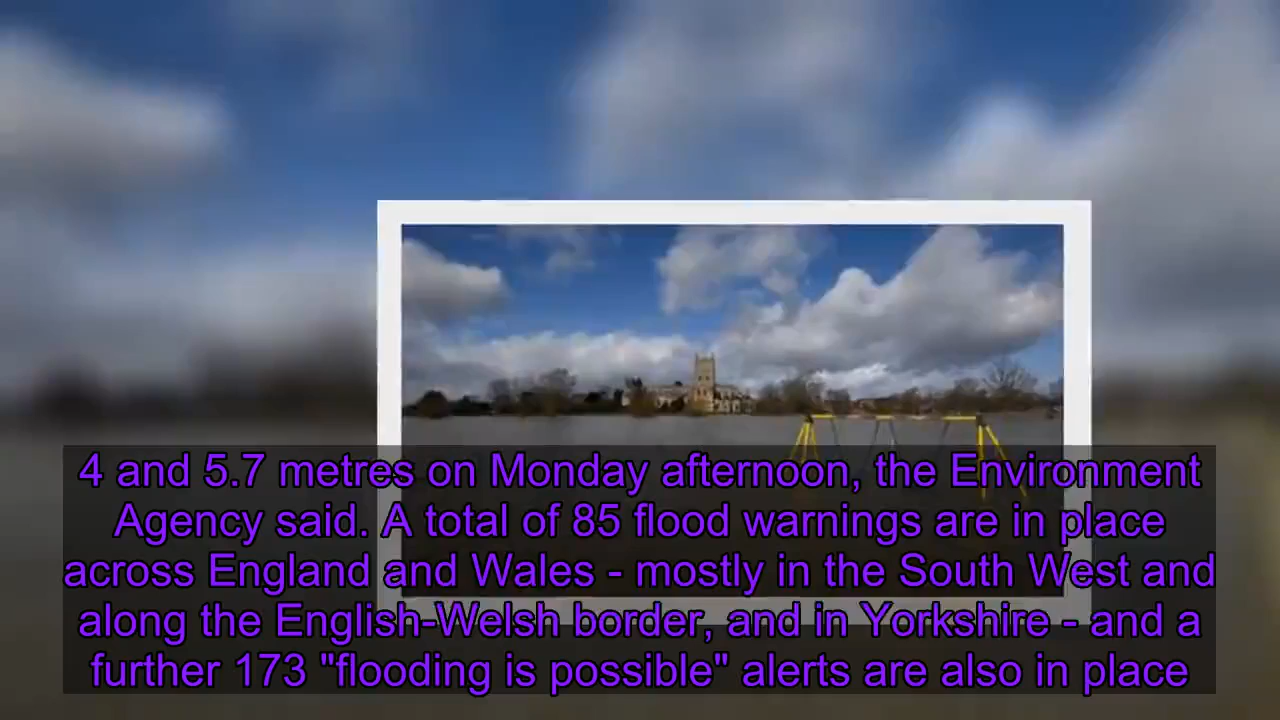 4 and 5.7 metres on Monday afternoon, the Environment
Agency said. A total of 85 flood warnings are in place
across England and Wales - mostly in the South West and
along the English-Welsh border, and in Yorkshire - and a
further 173 "flooding is possible" alerts are also in place